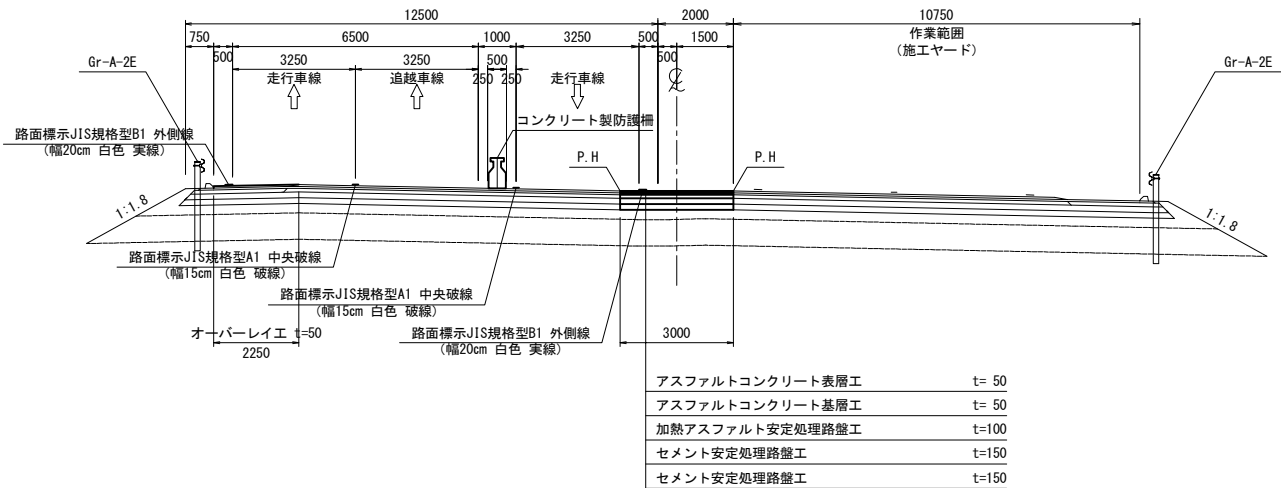 12500
2000
10750
750
6500
1000
3250
500
1500
作業範囲
(施工ヤード)
500
3250
3250
500
500
250
250
走行車線
追越車線
走行車線
Gr-A-2E
Gr-A-2E
コンクリート製防護柵
路面標示JIS規格型B1 外側線
(幅20cm 白色 実線)
P.H
P.H
1:1.8
1:1.8
路面標示JIS規格型A1 中央破線
(幅15cm 白色 破線)
路面標示JIS規格型A1 中央破線
(幅15cm 白色 破線)
オーバーレイエ t=50
路面標示JIS規格型B1 外側線
(幅20cm 白色 実線)
3000
2250
アスファルトコンクリート表層工 t= 50
アスファルトコンクリート基層工 t= 50
加熱アスファルト安定処理路盤工 t=100
セメント安定処理路盤工 t=150
セメント安定処理路盤工 t=150